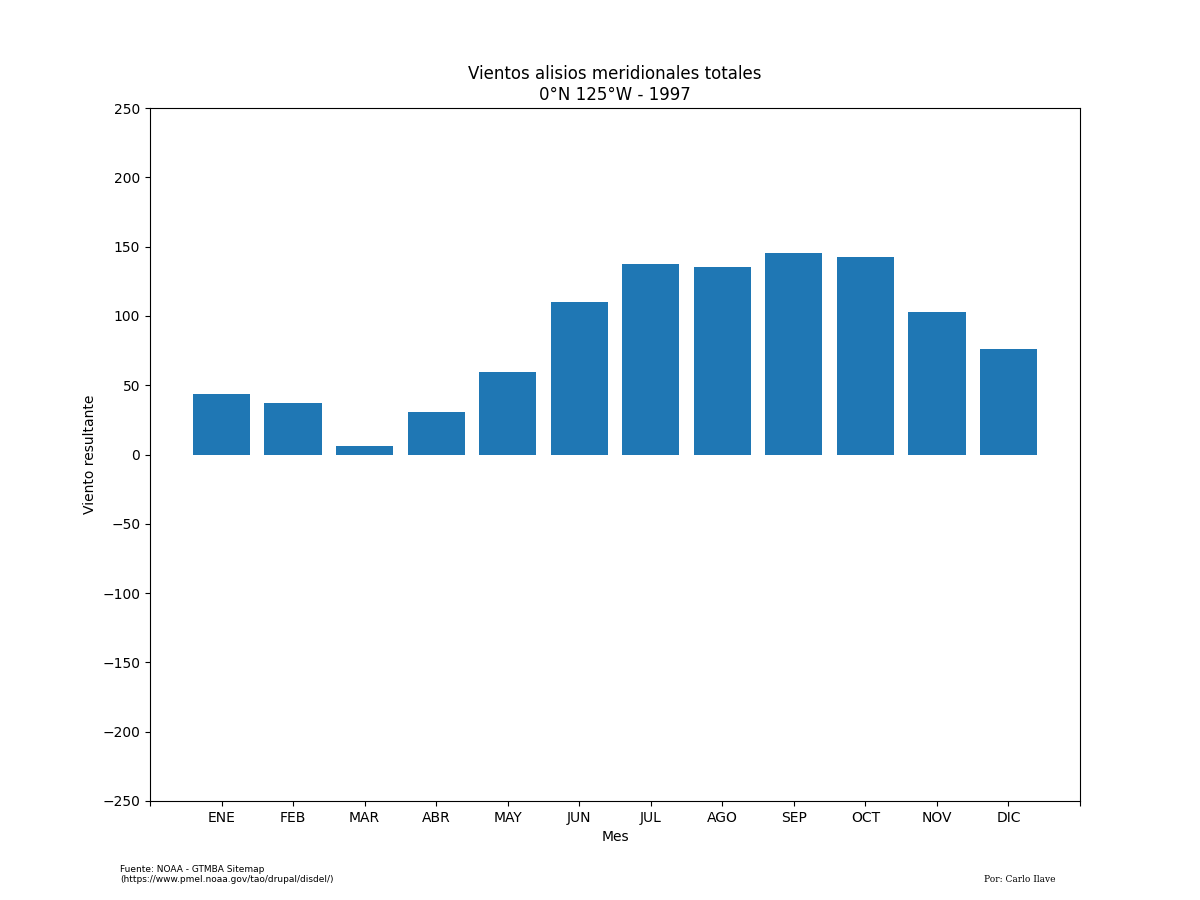 Vientos alisios meridionales totales
0°N 125°W - 1997
250
200
150
100
50
0
−50
−100
−150
−200
−250
Viento resultante
ENE FEB MAR ABR MAY JUN JUL AGO SEP OCT NOV DIC
Mes
Fuente: NOAA - GTMBA Sitemap
(https://www.pmel.noaa.gov/tao/drupal/disdel/)
Por: Carlo Ilave